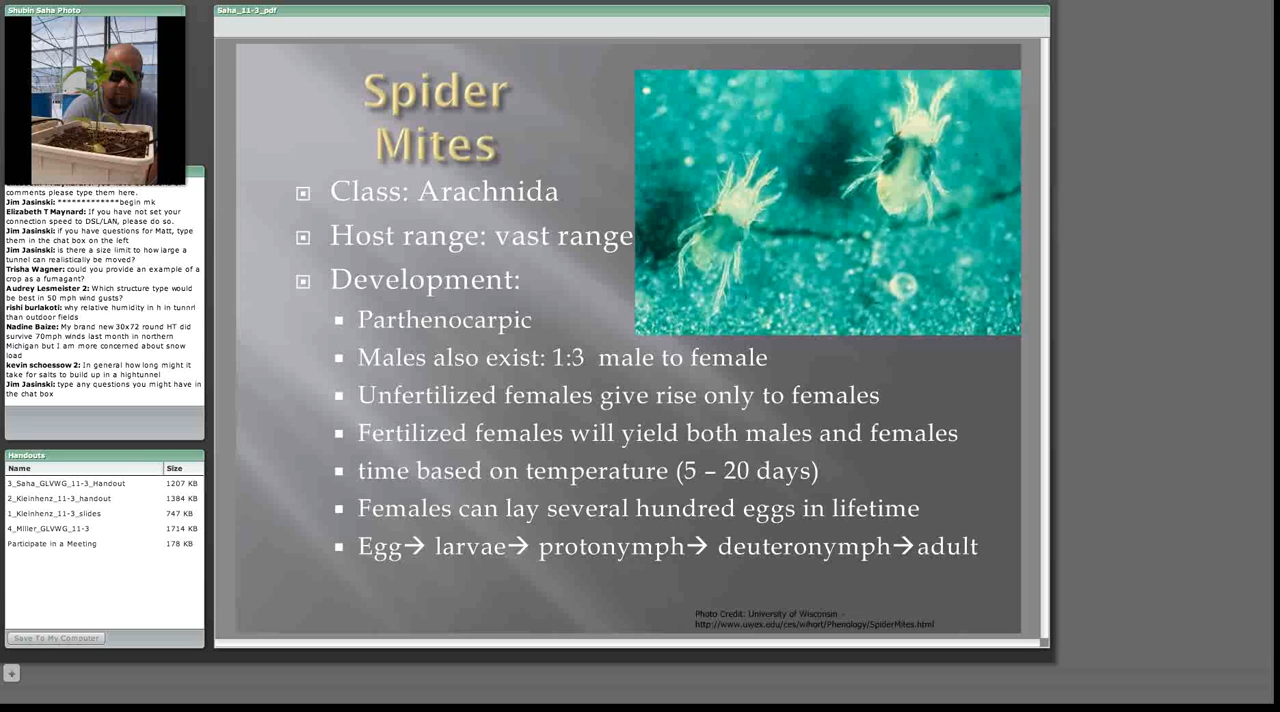 Shubin Saha Photo
comments please type them here.
Jim Jasinski: *************begin mk
Elizabeth T Maynard: If you have not set your
connection speed to DSL/LAN, please do so.
Jim Jasinski: if you have questions for Matt, type
them in the chat box on the left
Jim Jasinski: is there a size limit to how large a
tunnel can realistically be moved?
Trisha Wagner: could you provide an example of a
crop as a fumagant?
Audrey Lesmeister 2: Which structure type would
be best in 50 mph wind gusts?
rishi burlakoti: why relative humidity in h in tunnrl
than outdoor fields
Nadine Baize: My brand new 30x72 round HT did
survive 70mph winds last month in northern
Michigan but I am more concerned about snow
load
kevin schoessow 2: In general how long might it
take for salts to build up in a hightunnel
Jim Jasinski: type any questions you might have in
the chat box
Handouts
Name Size
3_Saha_GLVWG_11-3_Handout 1207 KB
2_Kleinhenz_11-3_handout 1384 KB
1_Kleinhenz_11-3_slides 747 KB
4_Miller_GLVWG_11-3 1714 KB
Participate in a Meeting 178 KB
Save To My Computer
Saha_11-3_pdf
Spider
Mites
Class: Arachnida
Host range: vast range
Development:
Parthenocarpic
Males also exist: 1:3 male to female
Unfertilized females give rise only to females
Fertilized females will yield both males and females
time based on temperature (5 – 20 days)
Females can lay several hundred eggs in lifetime
Egg→ larvae→ protonymph→ deuteronymph→adult
Photo Credit: University of Wisconsin -
http://www.uwex.edu/ces/wihort/Phenology/SpiderMites.html